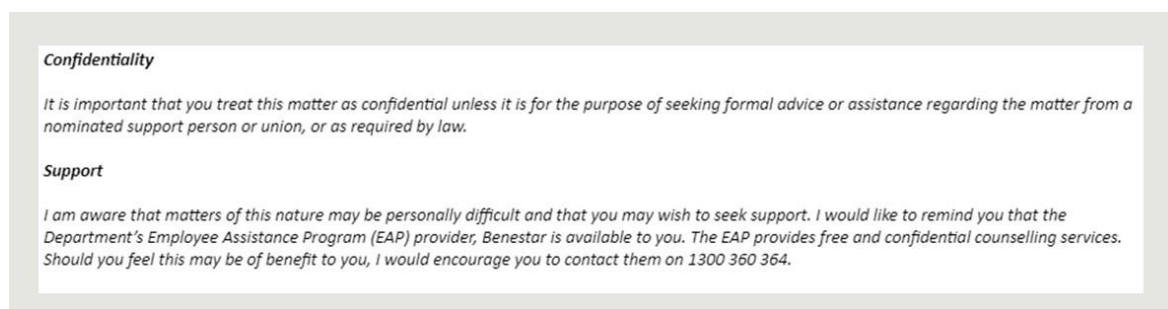 Confidentiality
It is important that you treat this matter as confidential unless it is for the purpose of seeking formal advice or assistance regarding the matter from a
nominated support person or union, or as required by law.
Support
I am aware that matters of this nature may be personally difficult and that you may wish to seek support. I would like to remind you that the
Department’s Employee Assistance Program (EAP) provider, Benestar is available to you. The EAP provides free and confidential counselling services.
Should you feel this may be of benefit to you, I would encourage you to contact them on 1300 360 364.